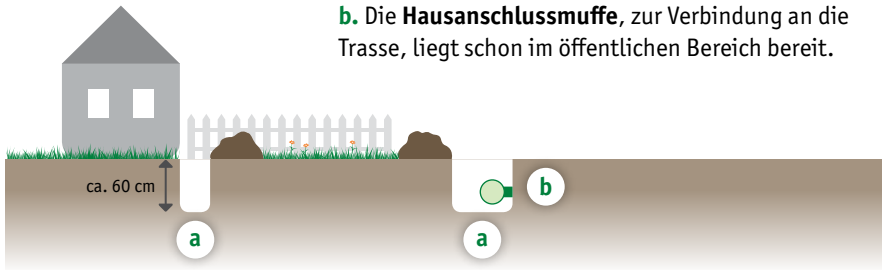 b. Die Hausanschlussmuffe, zur Verbindung an die
Trasse, liegt schon im öffentlichen Bereich bereit.
ca. 60 cm
b
a
a